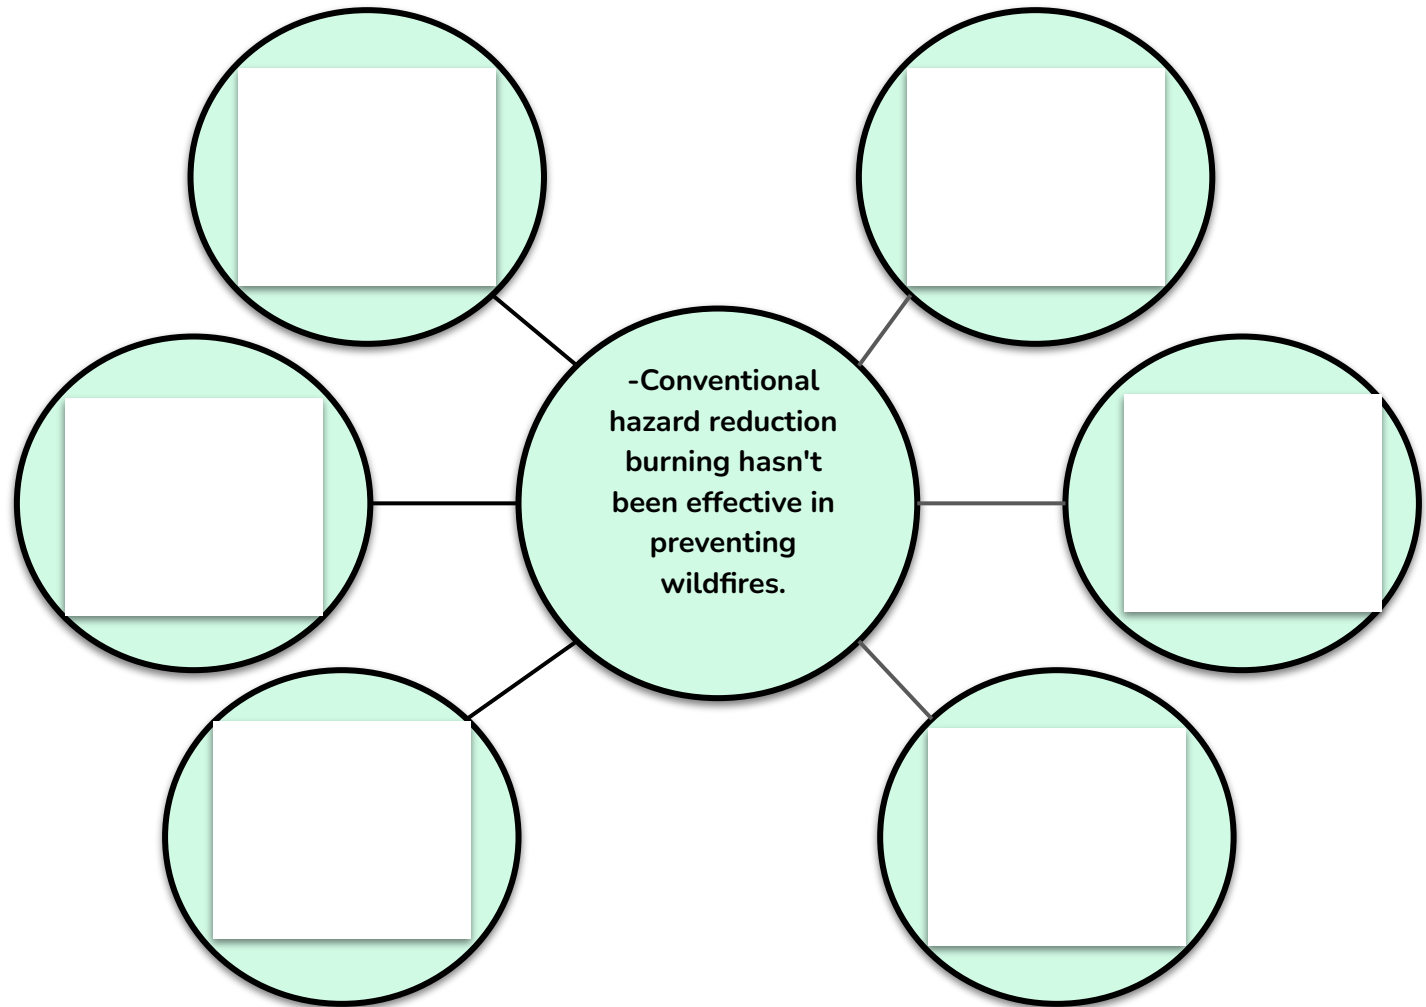 -Conventional
hazard reduction
burning hasn't
been effective in
preventing
wildfires.